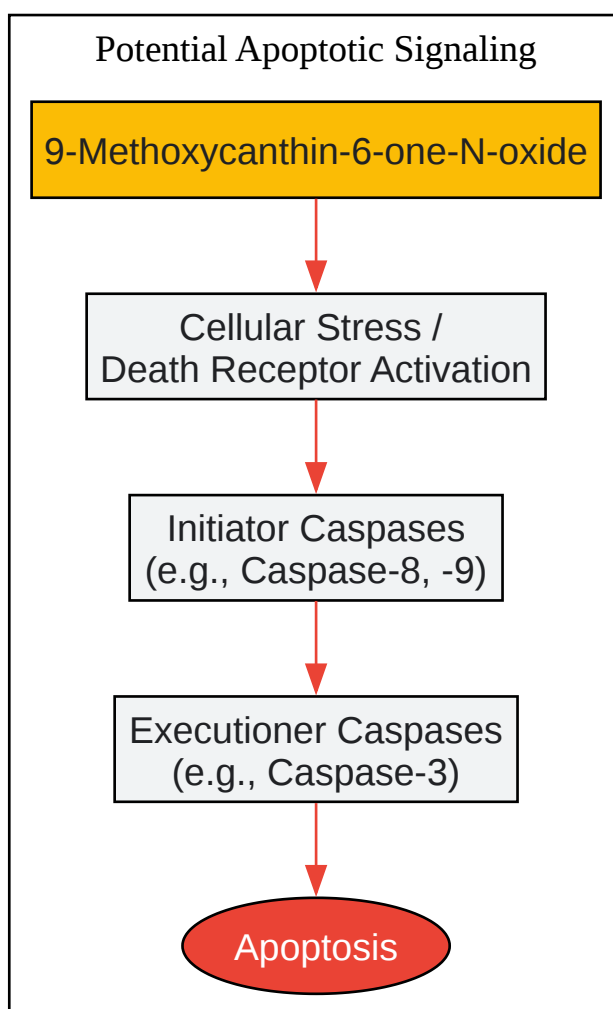 Potential Apoptotic Signaling
9-Methoxycanthin-6-one-N-oxide
Cellular Stress /
Death Receptor Activation
Initiator Caspases
(e.g., Caspase-8, -9)
Executioner Caspases
(e.g., Caspase-3)
Apoptosis